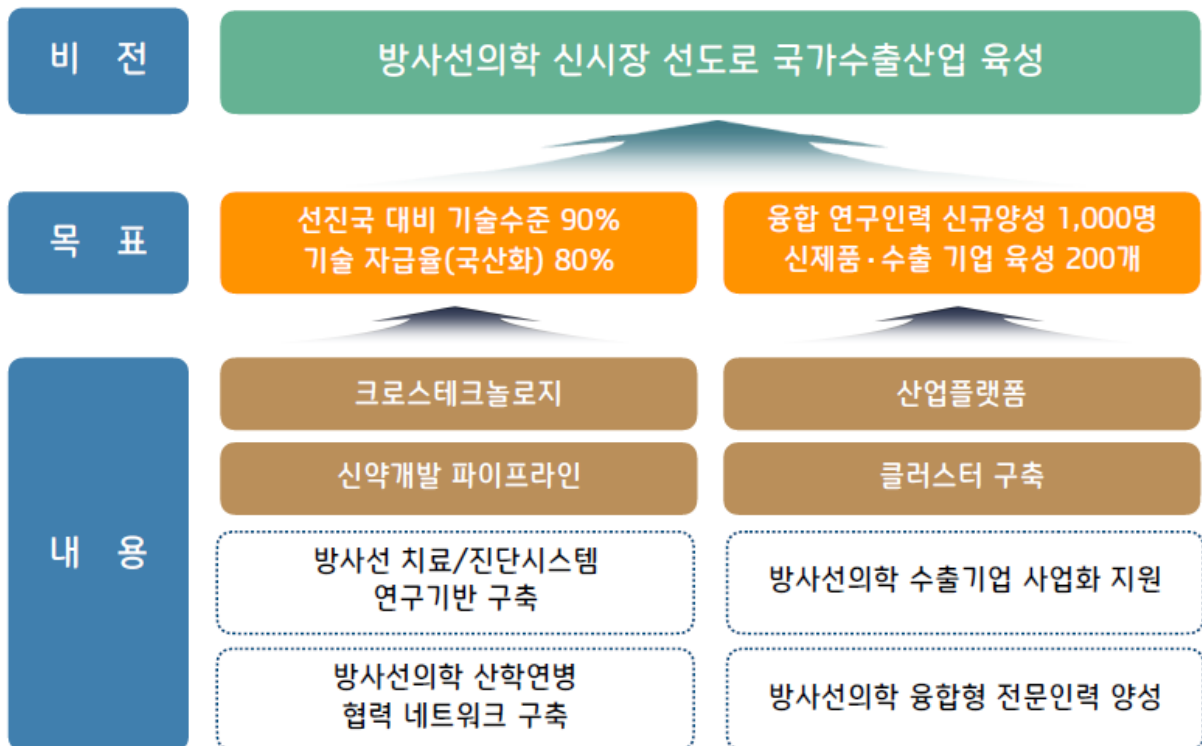 비 전
방사선의학 신시장 선도로 국가수출산업 육성
목 표
선진국 대비 기술수준 90%
기술 자급율(국산화) 80%
융합 연구인력 신규양성 1,000명
신제품·수출 기업 육성 200개
내 용
크로스테크놀로지
신약개발 파이프라인
방사선 치료/진단시스템
연구기반 구축
방사선의학 산학연병
협력 네트워크 구축
산업플랫폼
클러스터 구축
방사선의학 수출기업 사업화 지원
방사선의학 융합형 전문인력 양성